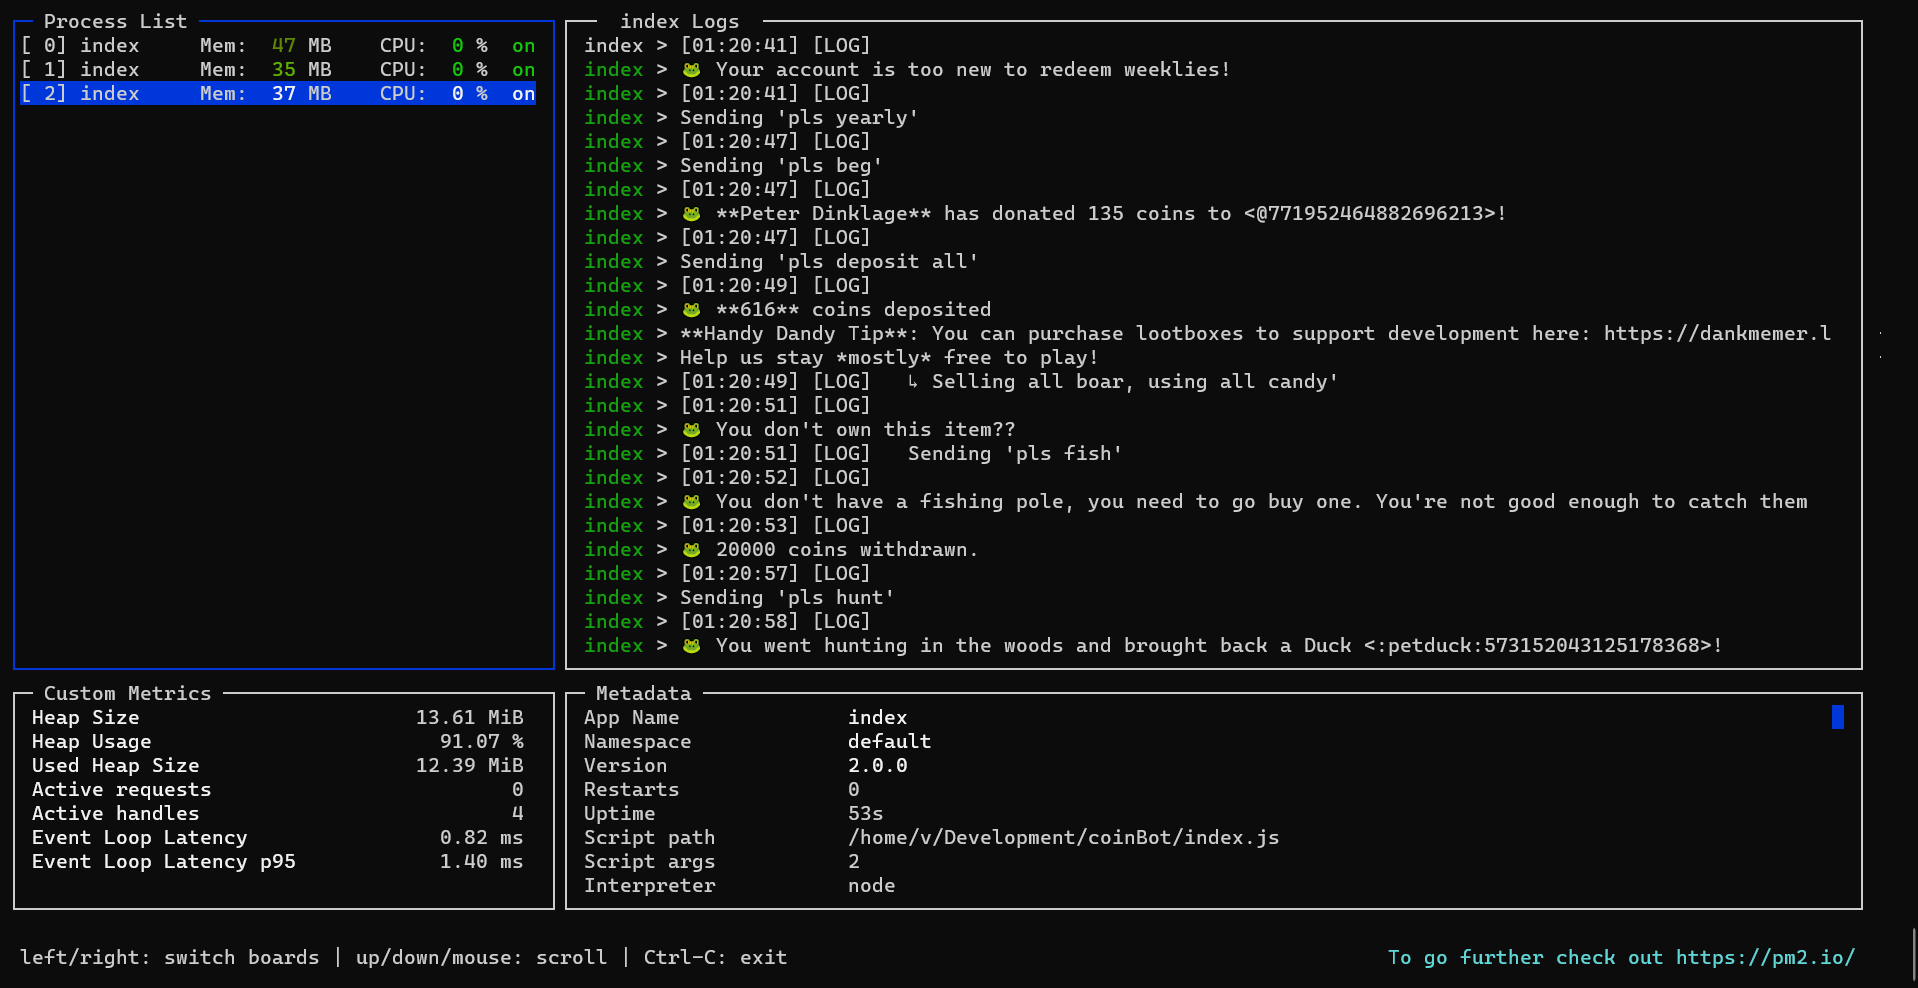 Process List
[ 0] index     Mem:  47 MB    CPU:  0 %  on
[ 1] index     Mem:  35 MB    CPU:  0 %  on
[ 2] index     Mem:  37 MB    CPU:  0 %  on
index Logs
index > [01:20:41] [LOG]
index > 🐸 Your account is too new to redeem weeklies!
index > [01:20:41] [LOG]
index > Sending 'pls yearly'
index > [01:20:47] [LOG]
index > Sending 'pls beg'
index > [01:20:47] [LOG]
index > 🐸 **Peter Dinklage** has donated 135 coins to <@771952464882696213>!
index > [01:20:47] [LOG]
index > Sending 'pls deposit all'
index > [01:20:49] [LOG]
index > 🐸 **616** coins deposited
index > **Handy Dandy Tip**: You can purchase lootboxes to support development here: https://dankmemer.l
index > Help us stay *mostly* free to play!
index > [01:20:49] [LOG]   ↳ Selling all boar, using all candy'
index > [01:20:51] [LOG]
index > 🐸 You don't own this item??
index > [01:20:51] [LOG]   Sending 'pls fish'
index > [01:20:52] [LOG]
index > 🐸 You don't have a fishing pole, you need to go buy one. You're not good enough to catch them
index > [01:20:53] [LOG]
index > 🐸 20000 coins withdrawn.
index > [01:20:57] [LOG]
index > Sending 'pls hunt'
index > [01:20:58] [LOG]
index > 🐸 You went hunting in the woods and brought back a Duck <:petduck:573152043125178368>!
Custom Metrics
Heap Size 13.61 MiB
Heap Usage 91.07 %
Used Heap Size 12.39 MiB
Active requests 0
Active handles 4
Event Loop Latency 0.82 ms
Event Loop Latency p95 1.40 ms
Metadata
App Name index
Namespace default
Version 2.0.0
Restarts 0
Uptime 53s
Script path /home/v/Development/coinBot/index.js
Script args 2
Interpreter node
left/right: switch boards | up/down/mouse: scroll | Ctrl-C: exit
To go further check out https://pm2.io/